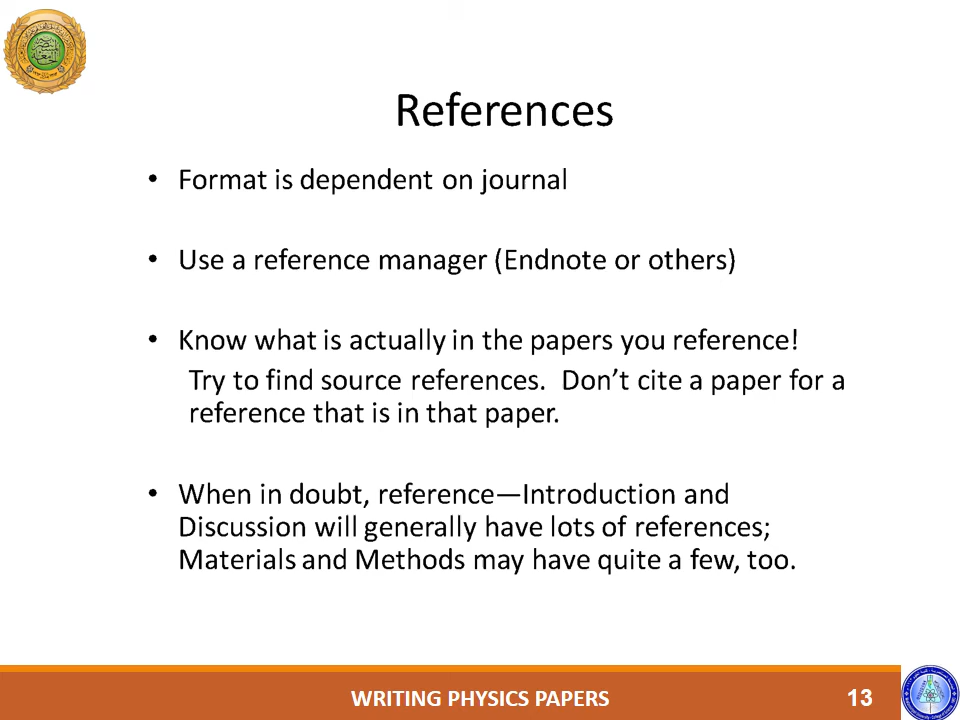 References
• Format is dependent on journal
• Use a reference manager (Endnote or others)
• Know what is actually in the papers you reference!
Try to find source references.  Don’t cite a paper for a
reference that is in that paper.
• When in doubt, reference—Introduction and
Discussion will generally have lots of references;
Materials and Methods may have quite a few, too.
WRITING PHYSICS PAPERS
13